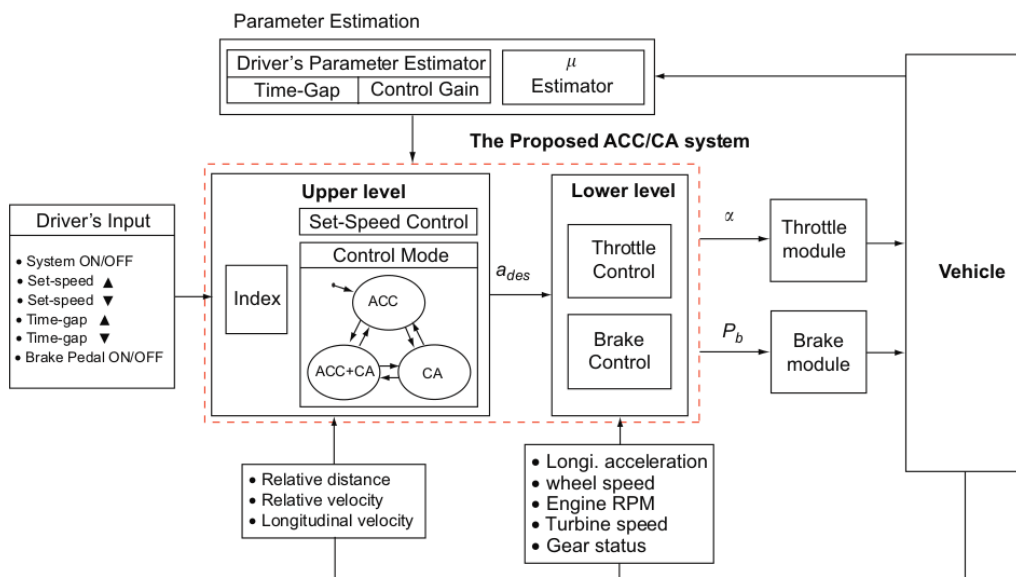 Parameter Estimation
Driver's Parameter Estimator
Time-Gap
Control Gain
μ
Estimator
The Proposed ACC/CA system
Driver's Input
• System ON/OFF
• Set-speed ▲
• Set-speed ▼
• Time-gap ▲
• Time-gap ▼
• Brake Pedal ON/OFF
Upper level
Set-Speed Control
Index
Control Mode
ACC
ACC+CA
CA
a_des
Lower level
Throttle
Control
Brake
Control
α
P_b
Throttle
module
Brake
module
Vehicle
• Relative distance
• Relative velocity
• Longitudinal velocity
• Longi. acceleration
• wheel speed
• Engine RPM
• Turbine speed
• Gear status